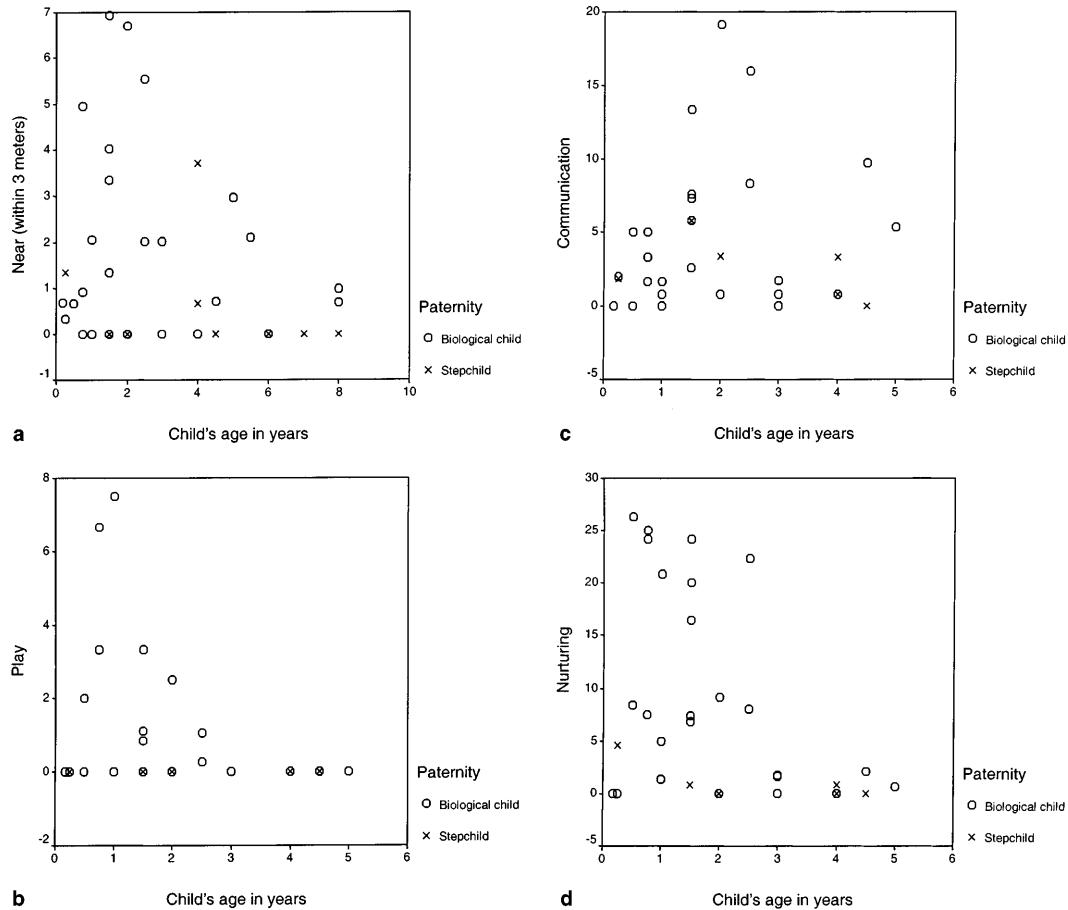 7
6
5
4
3
2
1
0
-1
Near (within 3 meters)
0 2 4 6 8 10
Child's age in years
Paternity
O Biological child
× Stepchild
a
20
15
10
5
0
-5
Communication
0 1 2 3 4 5 6
Child's age in years
Paternity
O Biological child
× Stepchild
c
8
6
4
2
0
-2
Play
0 1 2 3 4 5 6
Child's age in years
Paternity
O Biological child
× Stepchild
b
30
25
20
15
10
5
0
-5
Nurturing
0 1 2 3 4 5 6
Child's age in years
Paternity
O Biological child
× Stepchild
d